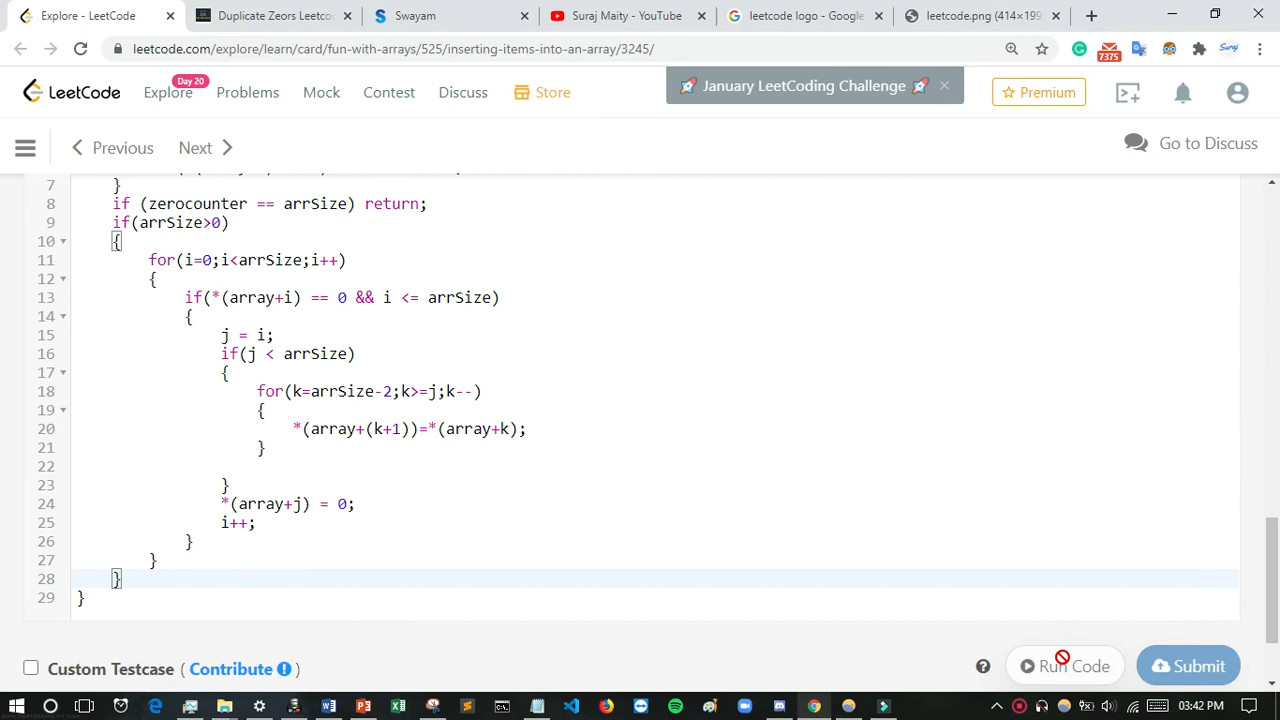 Explore - LeetCode
Duplicate Zeors Leetco
Swayam
Suraj Maity - YouTube
leetcode logo - Google
leetcode.png (414×199
leetcode.com/explore/learn/card/fun-with-arrays/525/inserting-items-into-an-array/3245/
7375
LeetCode
Explore
Day 20
Problems
Mock
Contest
Discuss
Store
January LeetCoding Challenge
Premium
Previous
Next
Go to Discuss
7 }
8 if (zerocounter == arrSize) return;
9 if(arrSize>0)
10 {
11 for(i=0;i<arrSize;i++)
12 {
13 if(*(array+i) == 0 && i <= arrSize)
14 {
15 j = i;
16 if(j < arrSize)
17 {
18 for(k=arrSize-2;k>=j;k--)
19 {
20 *(array+(k+1))=*(array+k);
21 }
22
23 }
24 *(array+j) = 0;
25 i++;
26 }
27 }
28 }
29 }
Custom Testcase ( Contribute )
Run Code
Submit
03:42 PM